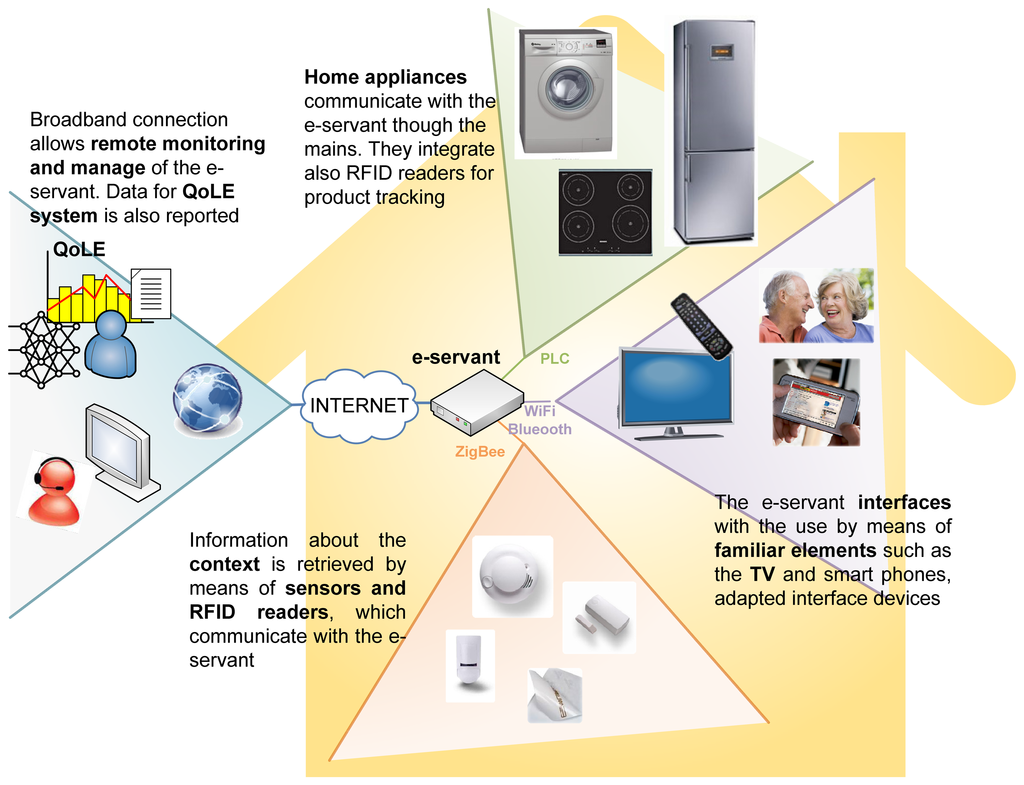 Home appliances
communicate with the
e-servant though the
mains. They integrate
also RFID readers for
product tracking
Broadband connection
allows remote monitoring
and manage of the e-
servant. Data for QoLE
system is also reported
QoLE
e-servant
PLC
INTERNET
WiFi
Blueooth
ZigBee
The e-servant interfaces
with the use by means of
familiar elements such as
the TV and smart phones,
adapted interface devices
Information about the
context is retrieved by
means of sensors and
RFID readers, which
communicate with the e-
servant